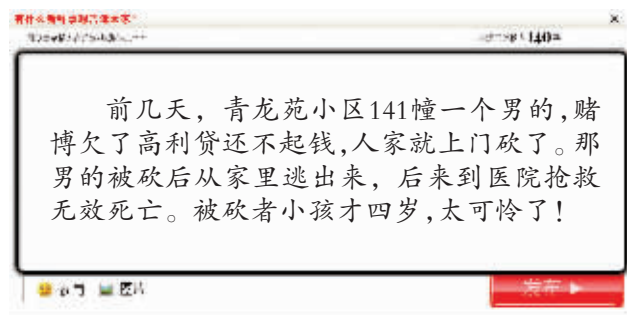 前几天，青龙苑小区141幢一个男的，赌
博欠了高利贷还不起钱，人家就上门砍了。那
男的被砍后从家里逃出来，后来到医院抢救
无效死亡。被砍者小孩才四岁，太可怜了！
图片
发布